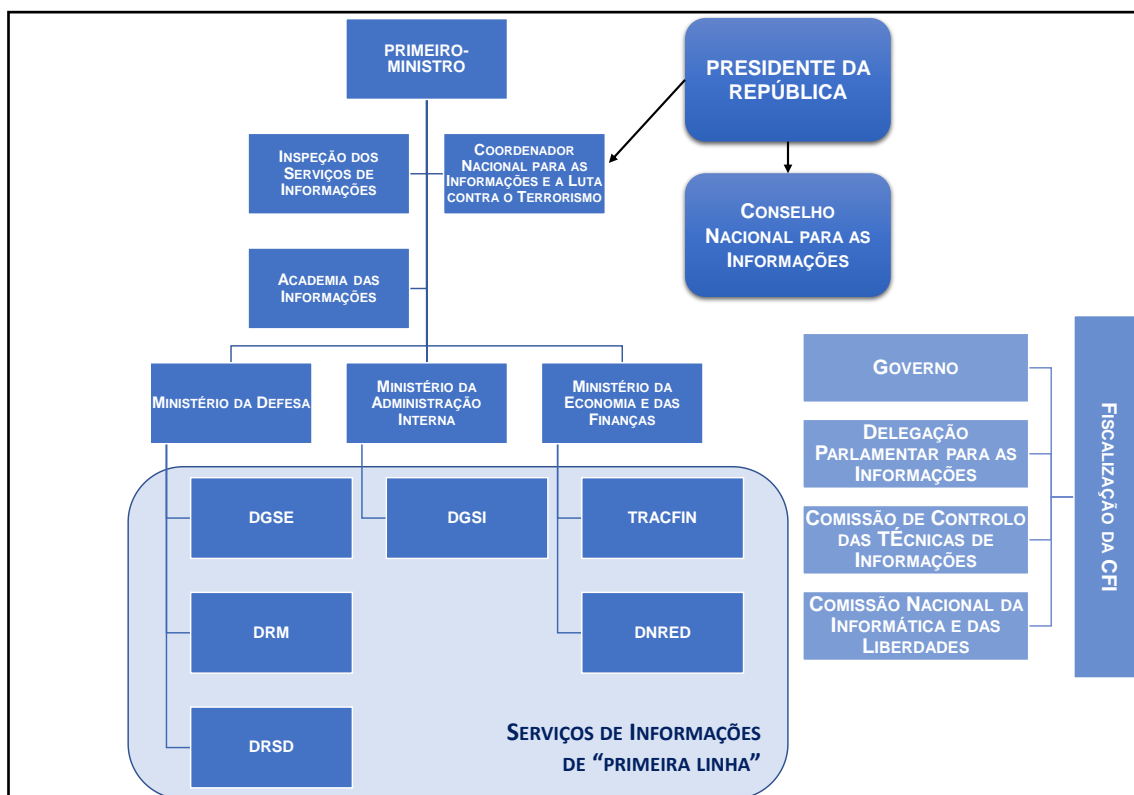 PRIMEIRO-
MINISTRO
PRESIDENTE DA
REPÚBLICA
INSPEÇÃO DOS
SERVIÇOS DE
INFORMAÇÕES
COORDENADOR
NACIONAL PARA AS
INFORMAÇÕES E A LUTA
CONTRA O TERRORISMO
CONSELHO
NACIONAL PARA AS
INFORMAÇÕES
ACADEMIA DAS
INFORMAÇÕES
MINISTÉRIO DA DEFESA
MINISTÉRIO DA
ADMINISTRAÇÃO
INTERNA
MINISTÉRIO DA
ECONOMIA E DAS
FINANÇAS
GOVERNO
DELEGAÇÃO
PARLAMENTAR PARA AS
INFORMAÇÕES
COMISSÃO DE CONTROLO
DAS TÉCNICAS DE
INFORMAÇÕES
COMISSÃO NACIONAL DA
INFORMÁTICA E DAS
LIBERDADES
FISCALIZAÇÃO DA CFI
DGSE
DGSI
TRACFIN
DRM
DNRED
DRSD
SERVIÇOS DE INFORMAÇÕES
DE “PRIMEIRA LINHA”